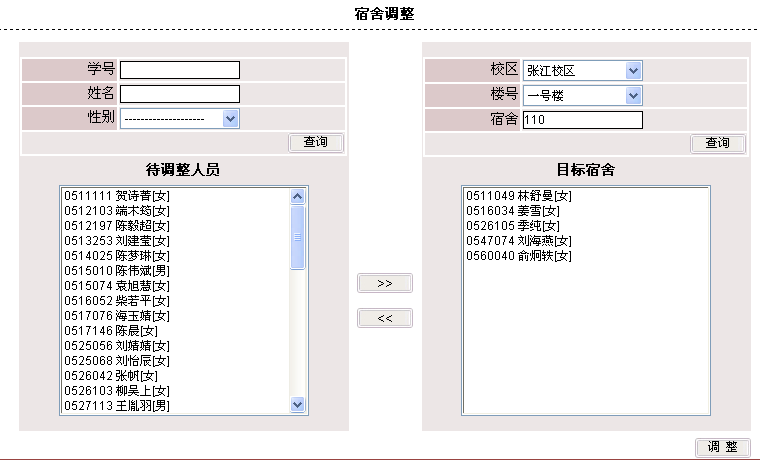 宿舍调整
学号
姓名
性别 --------------------
查询
待调整人员
0511111 贺诗菁[女]
0512103 端木筠[女]
0512197 陈毅超[女]
0513253 刘建莹[女]
0514025 陈梦琳[女]
0515010 陈伟斌[男]
0515074 袁旭慧[女]
0516052 柴若平[女]
0517076 海玉婧[女]
0517146 陈晨[女]
0525056 刘婧婧[女]
0525068 刘怡辰[女]
0526042 张帆[女]
0526103 柳吴上[女]
0527113 王胤羽[男]
>>
<<
校区 张江校区
楼号 一号楼
宿舍 110
查询
目标宿舍
0511049 林舒曼[女]
0516034 姜雪[女]
0526105 季纯[女]
0547074 刘海燕[女]
0560040 俞炯轶[女]
调 整